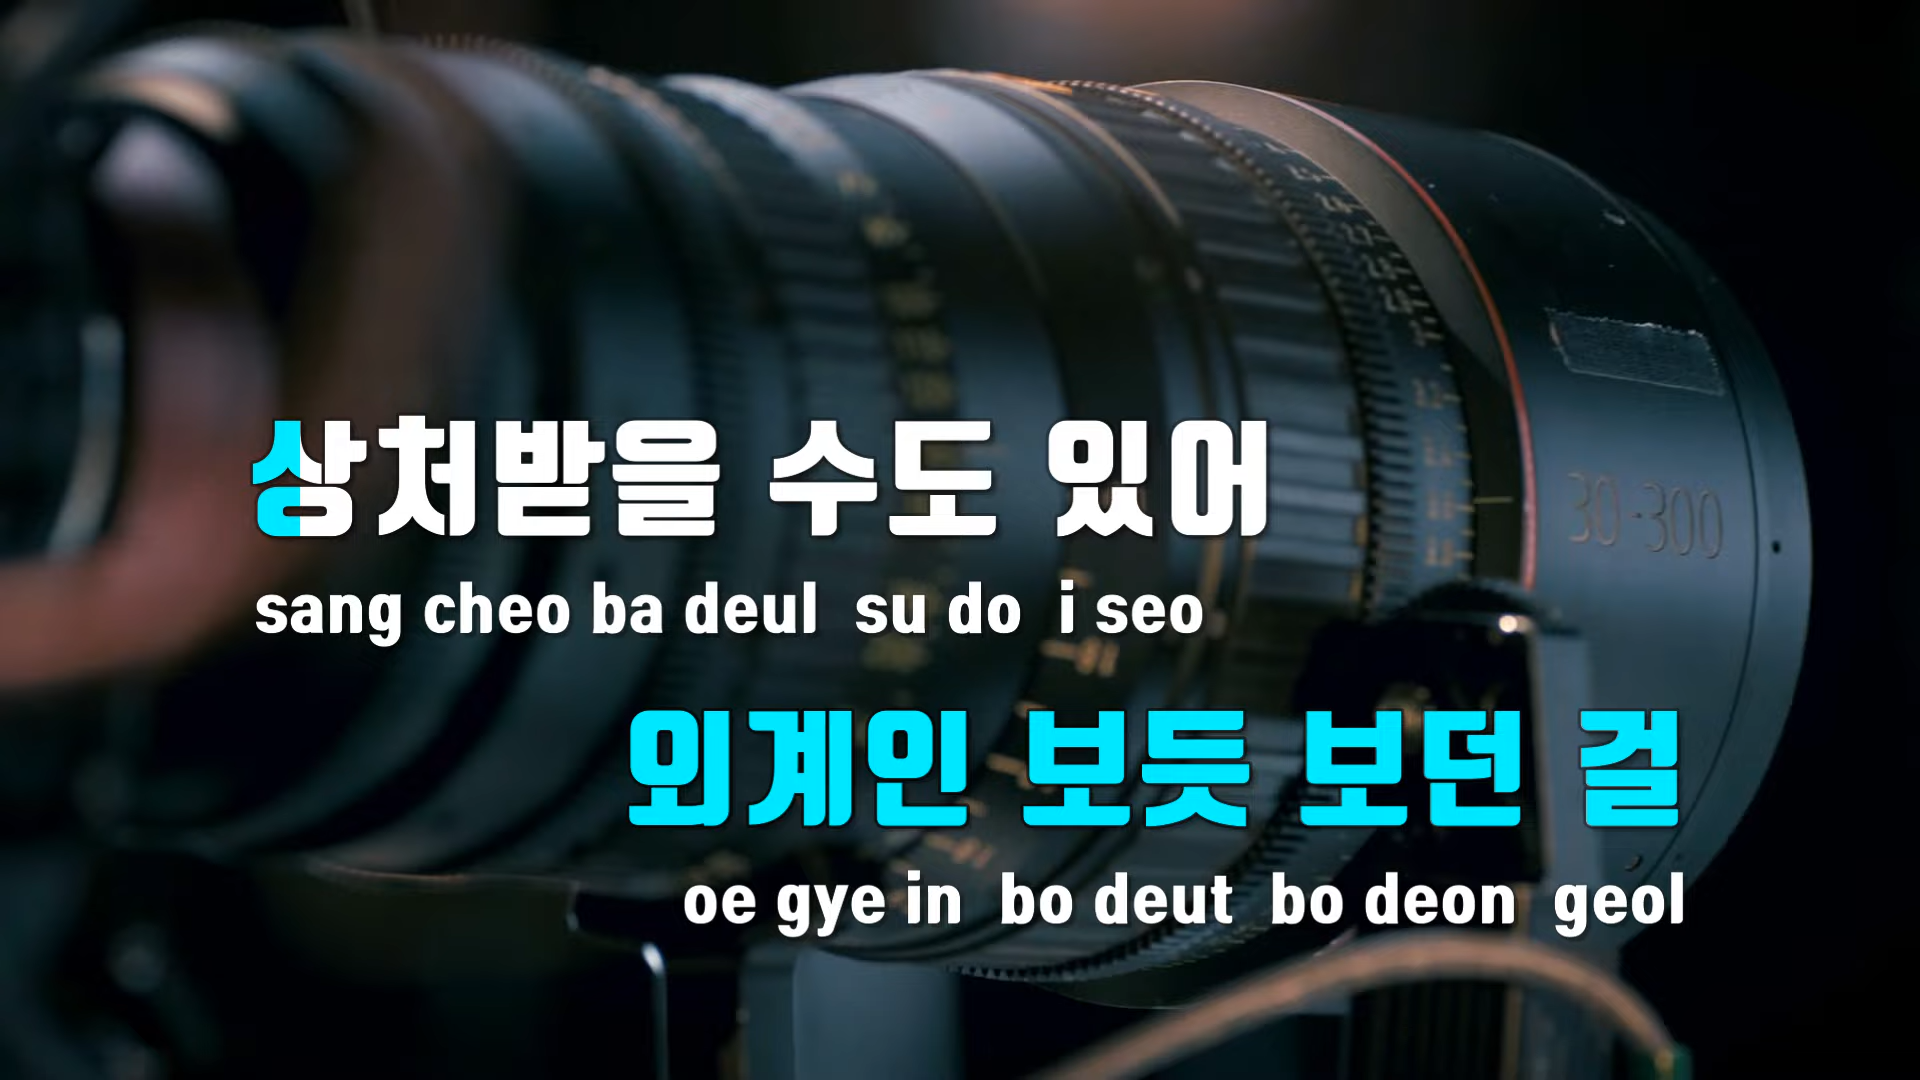 상처받을 수도 있어
sang cheo ba deul su do i seo
외계인 보듯 보던 걸
oe gye in bo deut bo deon geol
30-300